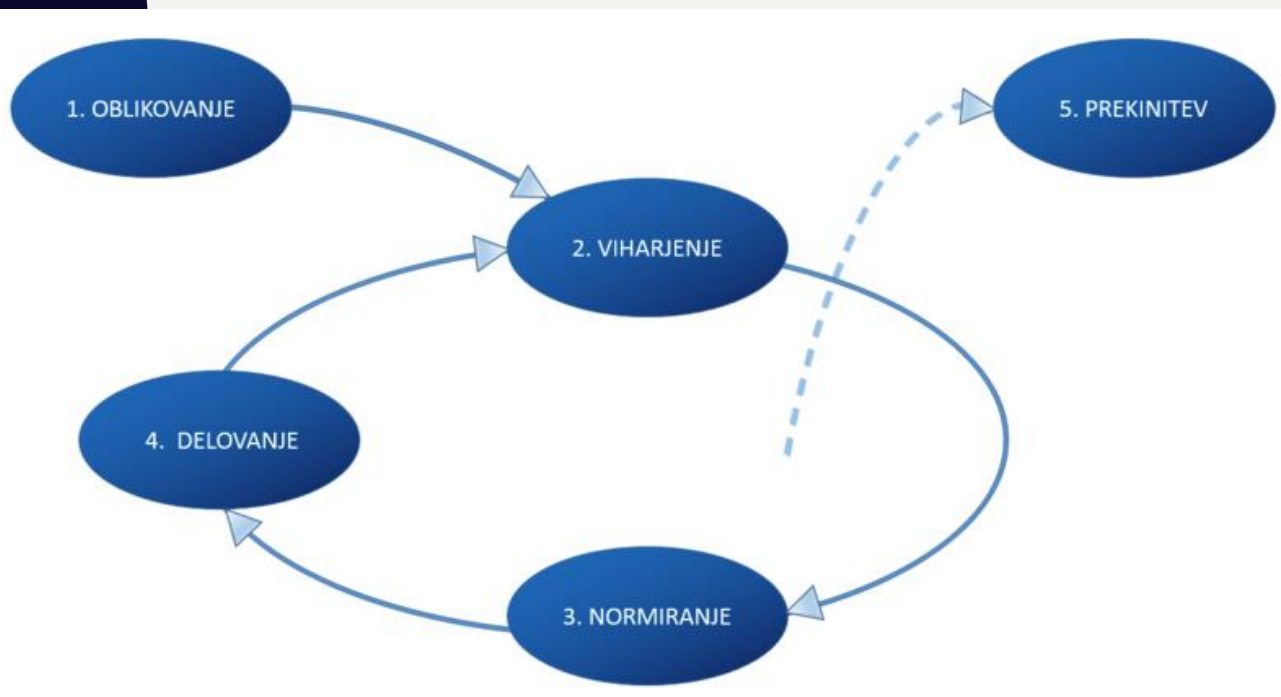 1. OBLIKOVANJE
5. PREKINITEV
2. VIHARJENJE
4. DELOVANJE
3. NORMIRANJE